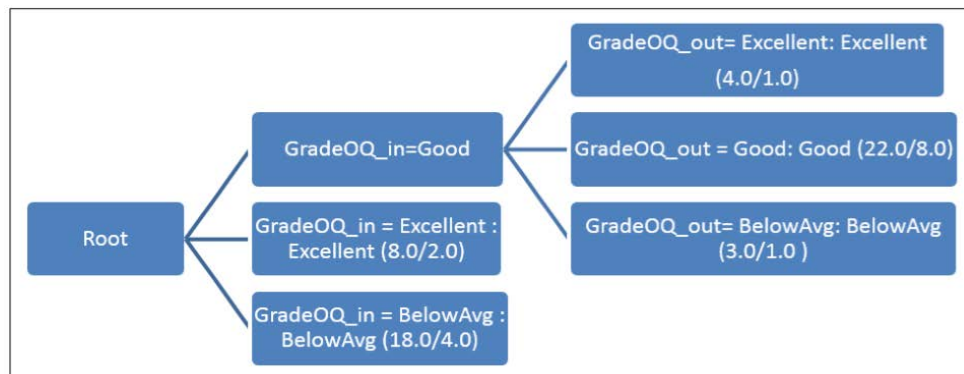 Root
GradeOQ_in=Good
GradeOQ_in = Excellent :
Excellent (8.0/2.0)
GradeOQ_in = BelowAvg :
BelowAvg (18.0/4.0)
GradeOQ_out= Excellent: Excellent
(4.0/1.0)
GradeOQ_out = Good: Good (22.0/8.0)
GradeOQ_out= BelowAvg: BelowAvg
(3.0/1.0 )